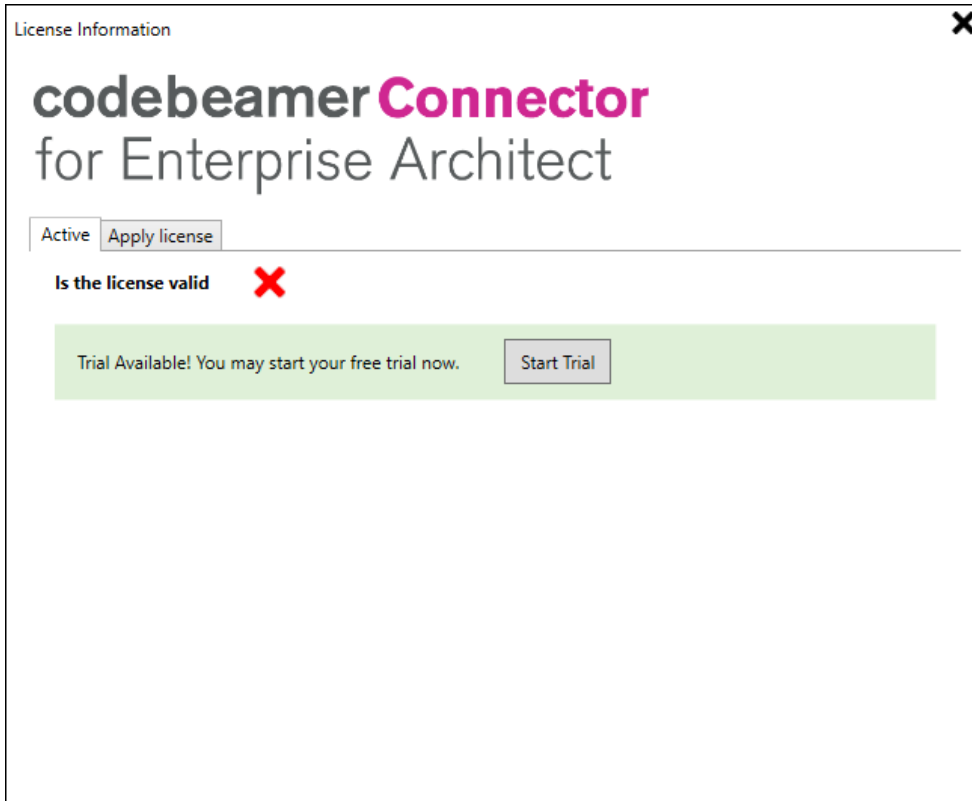 License Information
codebeamer Connector
for Enterprise Architect
Active Apply license
Is the license valid
Trial Available! You may start your free trial now. Start Trial